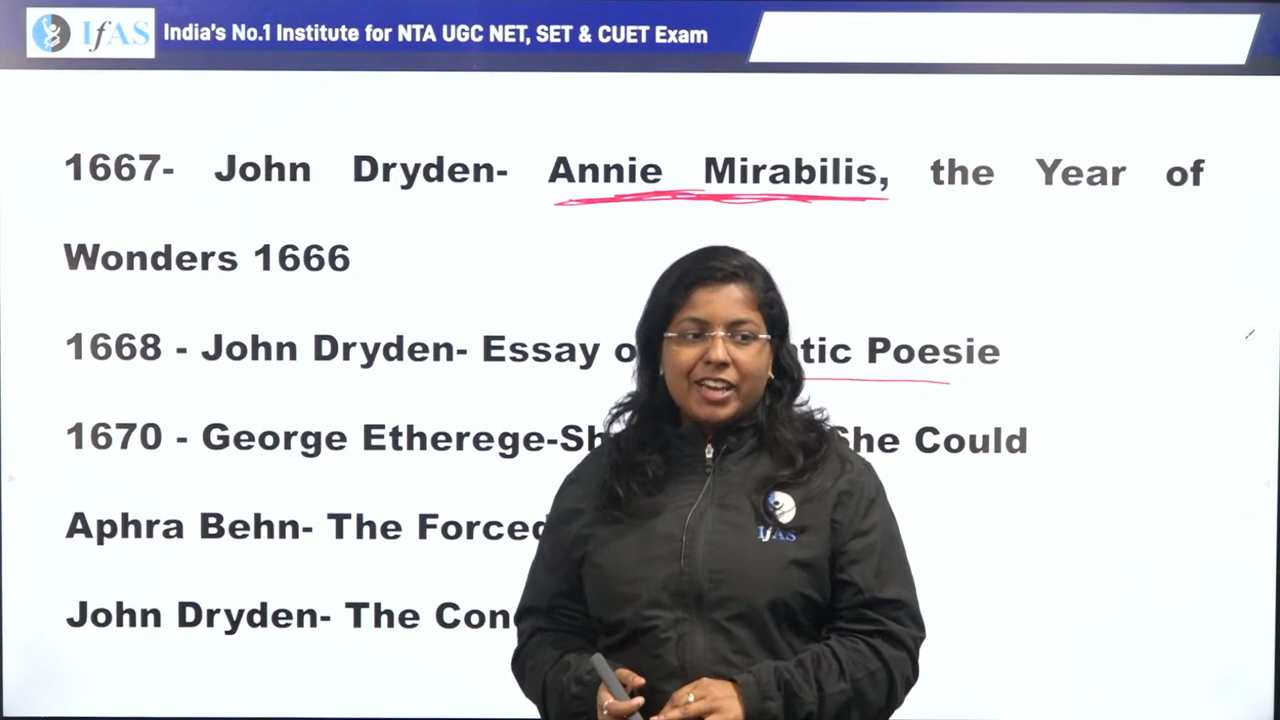 IfAS India's No.1 Institute for NTA UGC NET, SET & CUET Exam
1667- John Dryden- Annie Mirabilis, the Year of
Wonders 1666
1668 - John Dryden- Essay tic Poesie
1670 - George Etherege-Sh She Could
Aphra Behn- The Forced
John Dryden- The Con
IfAS